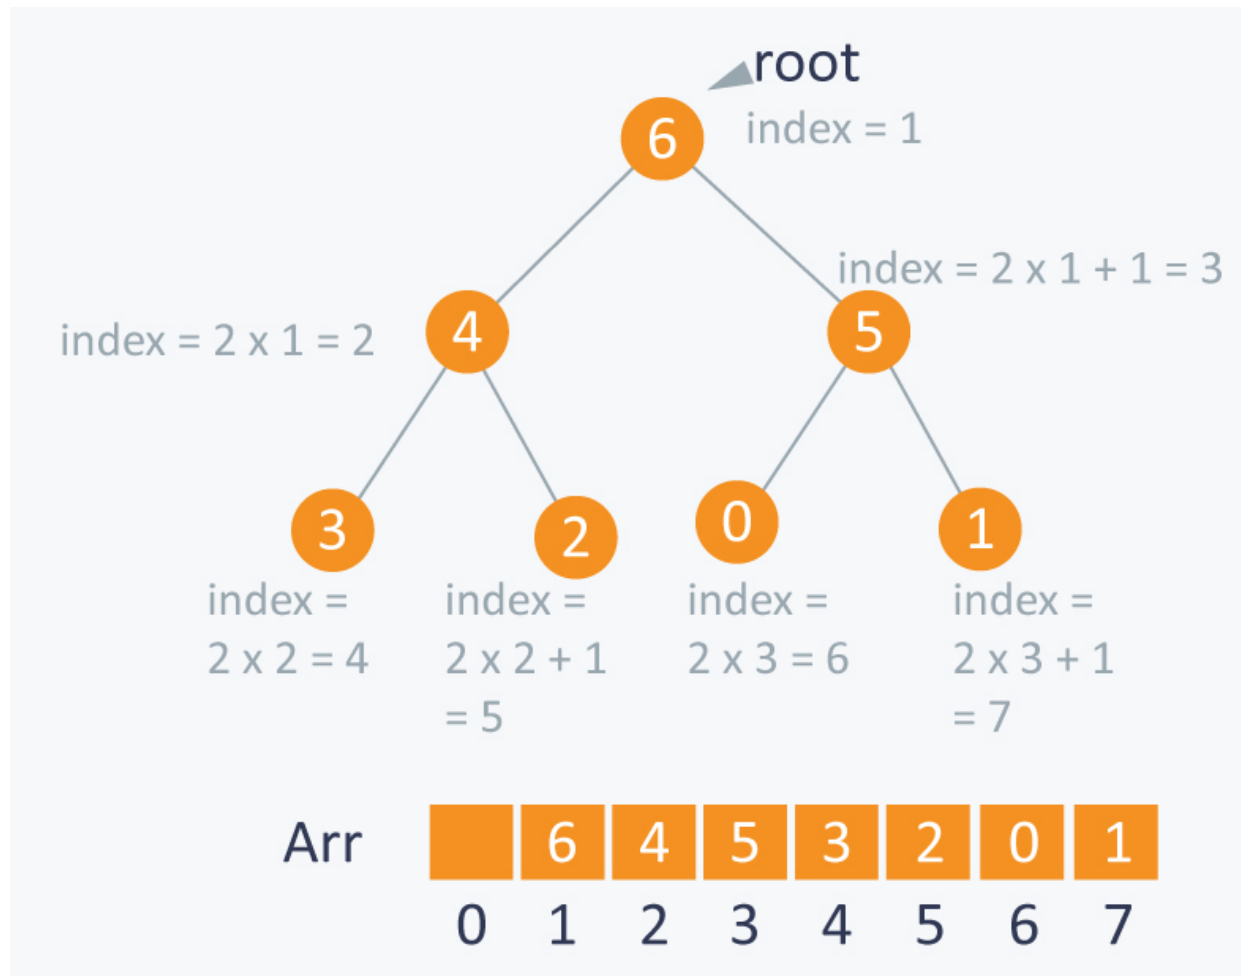 root
6
index = 1
index = 2 x 1 + 1 = 3
index = 2 x 1 = 2
4
5
3
2
0
1
index =
2 x 2 = 4
index =
2 x 2 + 1
= 5
index =
2 x 3 = 6
index =
2 x 3 + 1
= 7
Arr 6 4 5 3 2 0 1
0 1 2 3 4 5 6 7